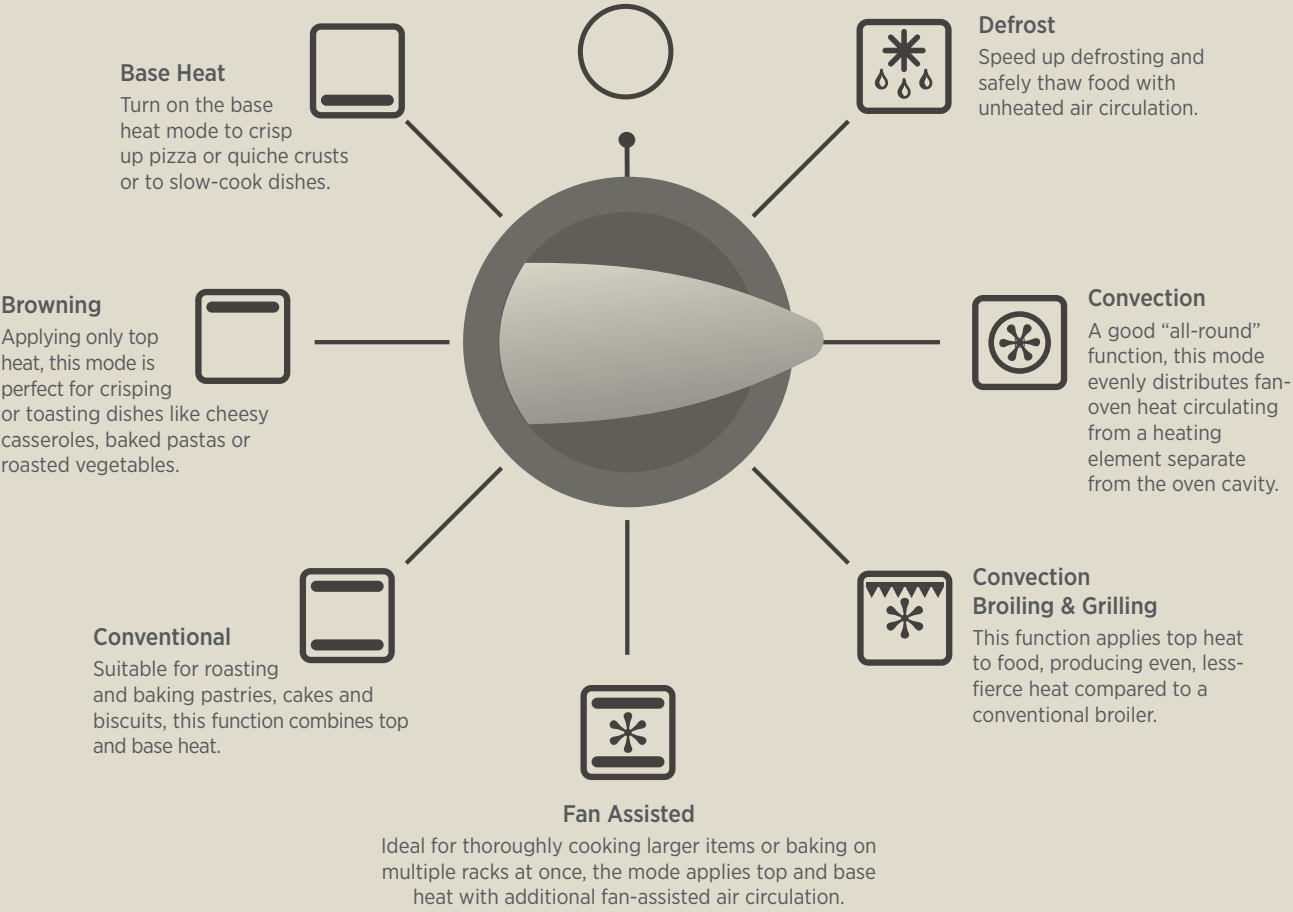 Defrost
Speed up defrosting and
safely thaw food with
unheated air circulation.
Base Heat
Turn on the base
heat mode to crisp
up pizza or quiche crusts
or to slow-cook dishes.
Browning
Applying only top
heat, this mode is
perfect for crisping
or toasting dishes like cheesy
casseroles, baked pastas or
roasted vegetables.
Convection
A good “all-round”
function, this mode
evenly distributes fan-
oven heat circulating
from a heating
element separate
from the oven cavity.
Convection
Broiling & Grilling
This function applies top heat
to food, producing even, less-
fierce heat compared to a
conventional broiler.
Conventional
Suitable for roasting
and baking pastries, cakes and
biscuits, this function combines top
and base heat.
Fan Assisted
Ideal for thoroughly cooking larger items or baking on
multiple racks at once, the mode applies top and base
heat with additional fan-assisted air circulation.